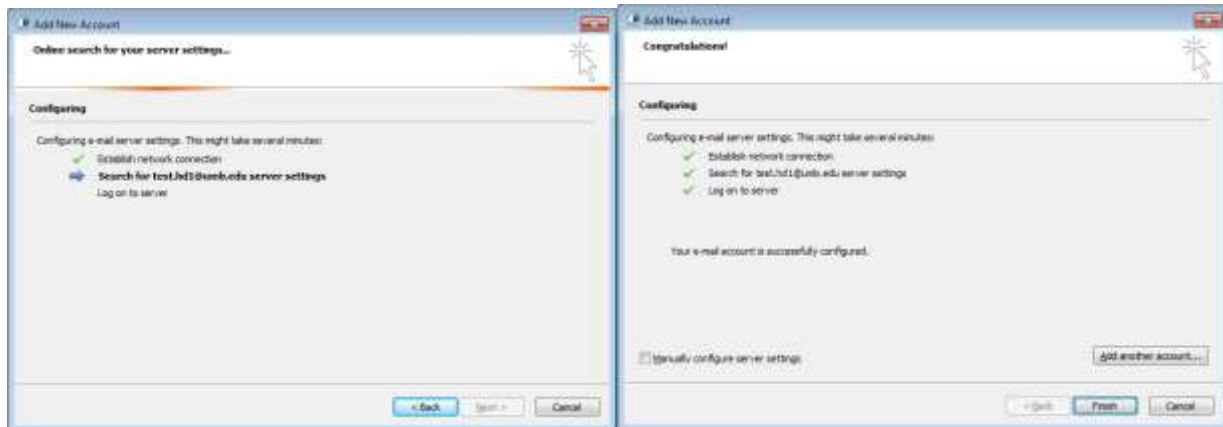 Add New Account
Online search for your server settings...
Configuring
Configuring e-mail server settings. This might take several minutes:
Establish network connection
Search for test.hd1@umb.edu server settings
Log on to server
< Back
Next >
Cancel
Add New Account
Congratulations!
Configuring
Configuring e-mail server settings. This might take several minutes:
Establish network connection
Search for test.hd1@umb.edu server settings
Log on to server
Your e-mail account is successfully configured.
Manually configure server settings
Add another account...
< Back
Finish
Cancel